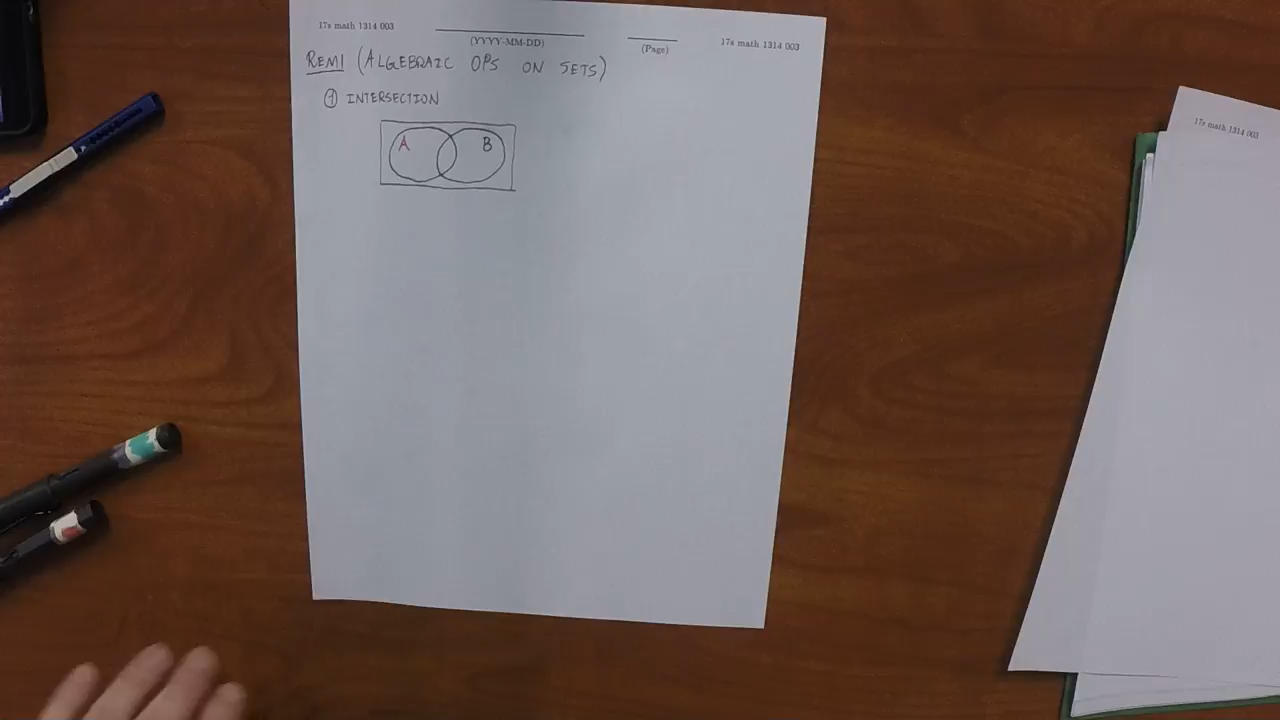 17s math 1314 003
(YYYY-MM-DD)
(Page)
17s math 1314 003
REM1 (ALGEBRAIC OPS ON SETS)
① INTERSECTION
A B
17s math 1314 003